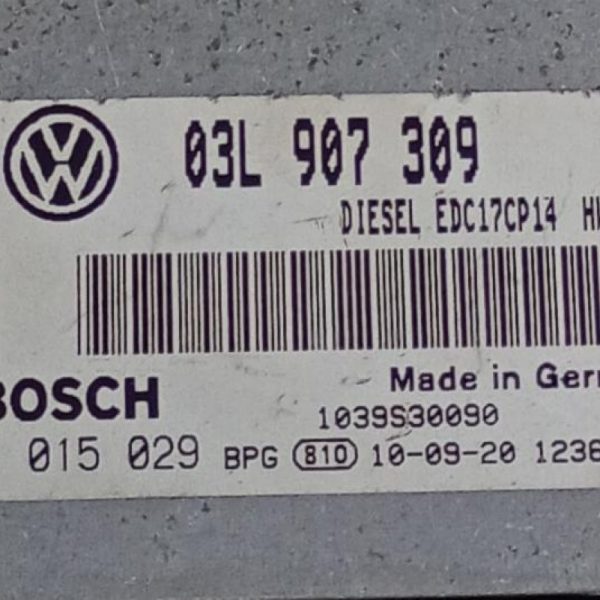 03L 907 309
DIESEL EDC17CP14
BOSCH
Made in
1039S30090
015 029 BPG 810 10-09-20